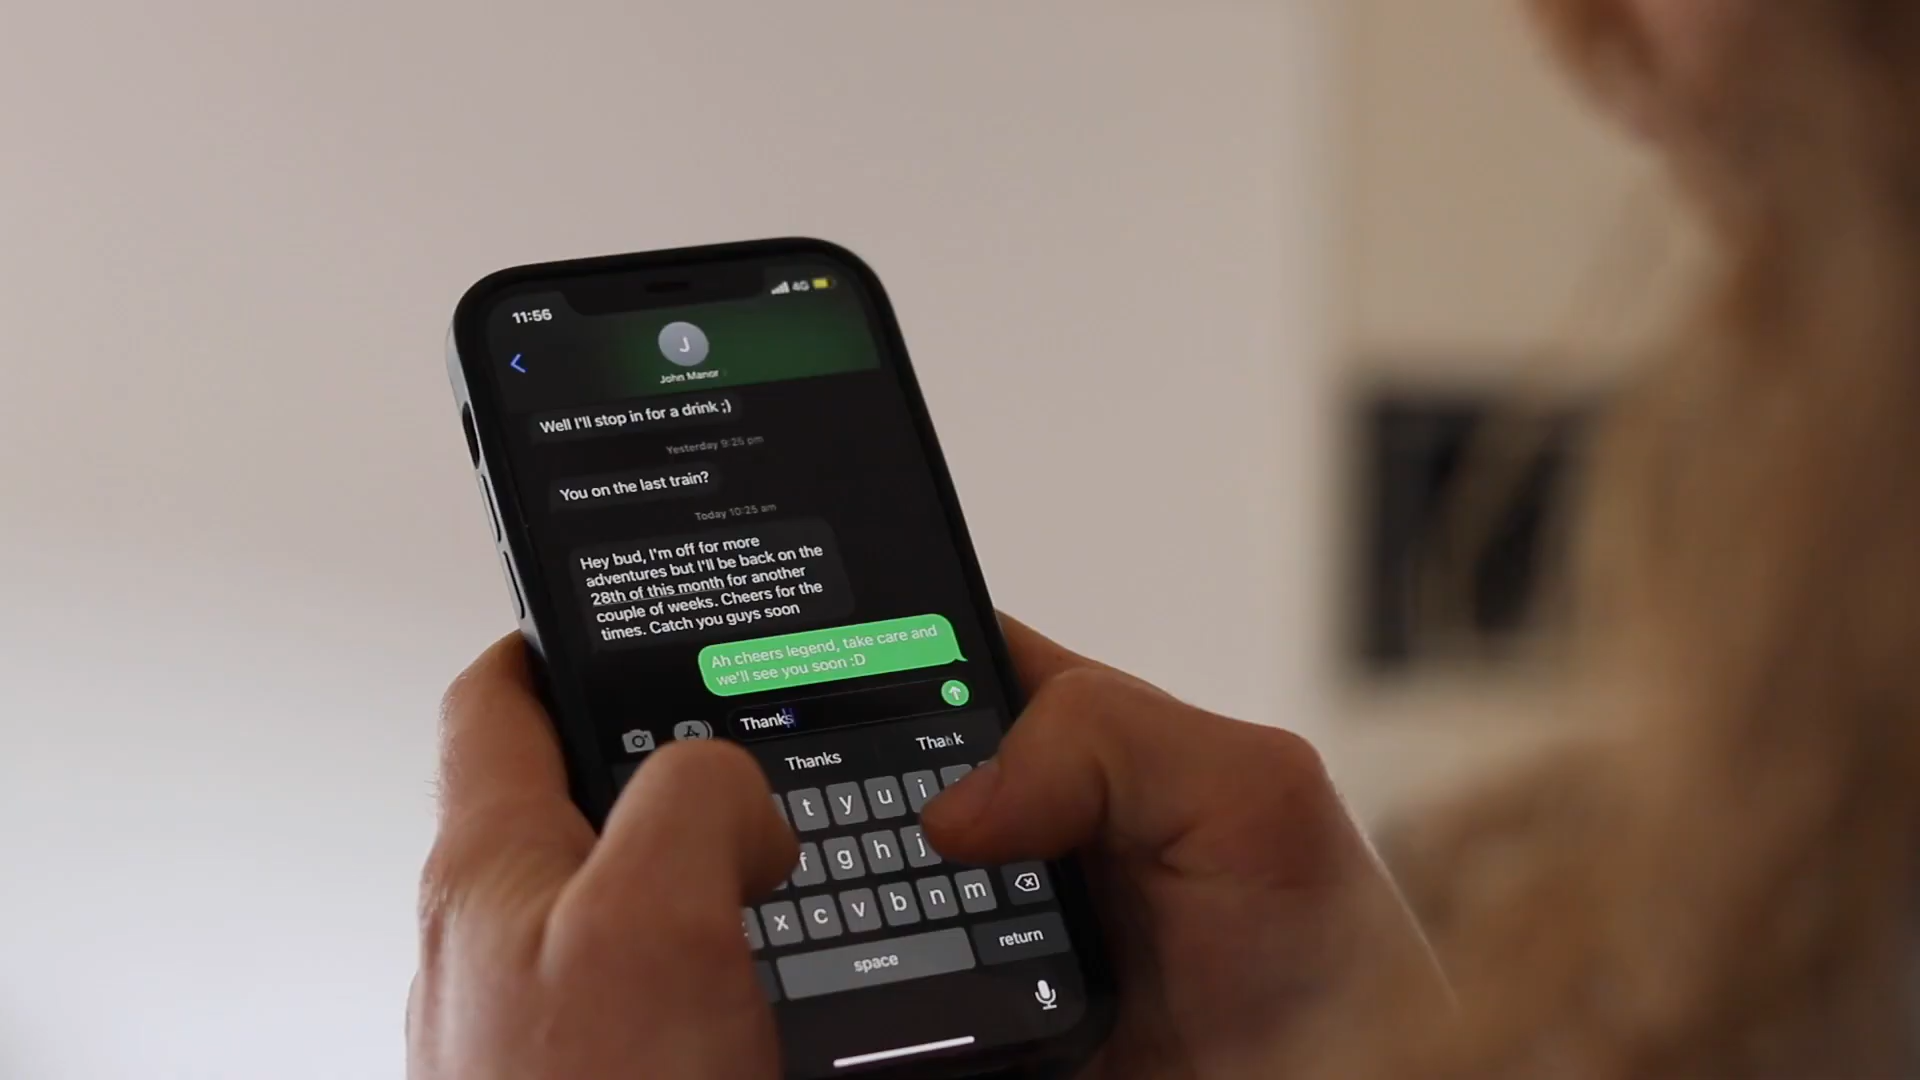 11:56
4G
J
John Manor
Well I'll stop in for a drink ;)
Yesterday 9:25 pm
You on the last train?
Today 10:25 am
Hey bud, I'm off for more
adventures but I'll be back on the
28th of this month for another
couple of weeks. Cheers for the
times. Catch you guys soon
Ah cheers legend, take care and
we'll see you soon :D
Thanks
Thanks
t y u i
f g h j
x c v b n m
space
return